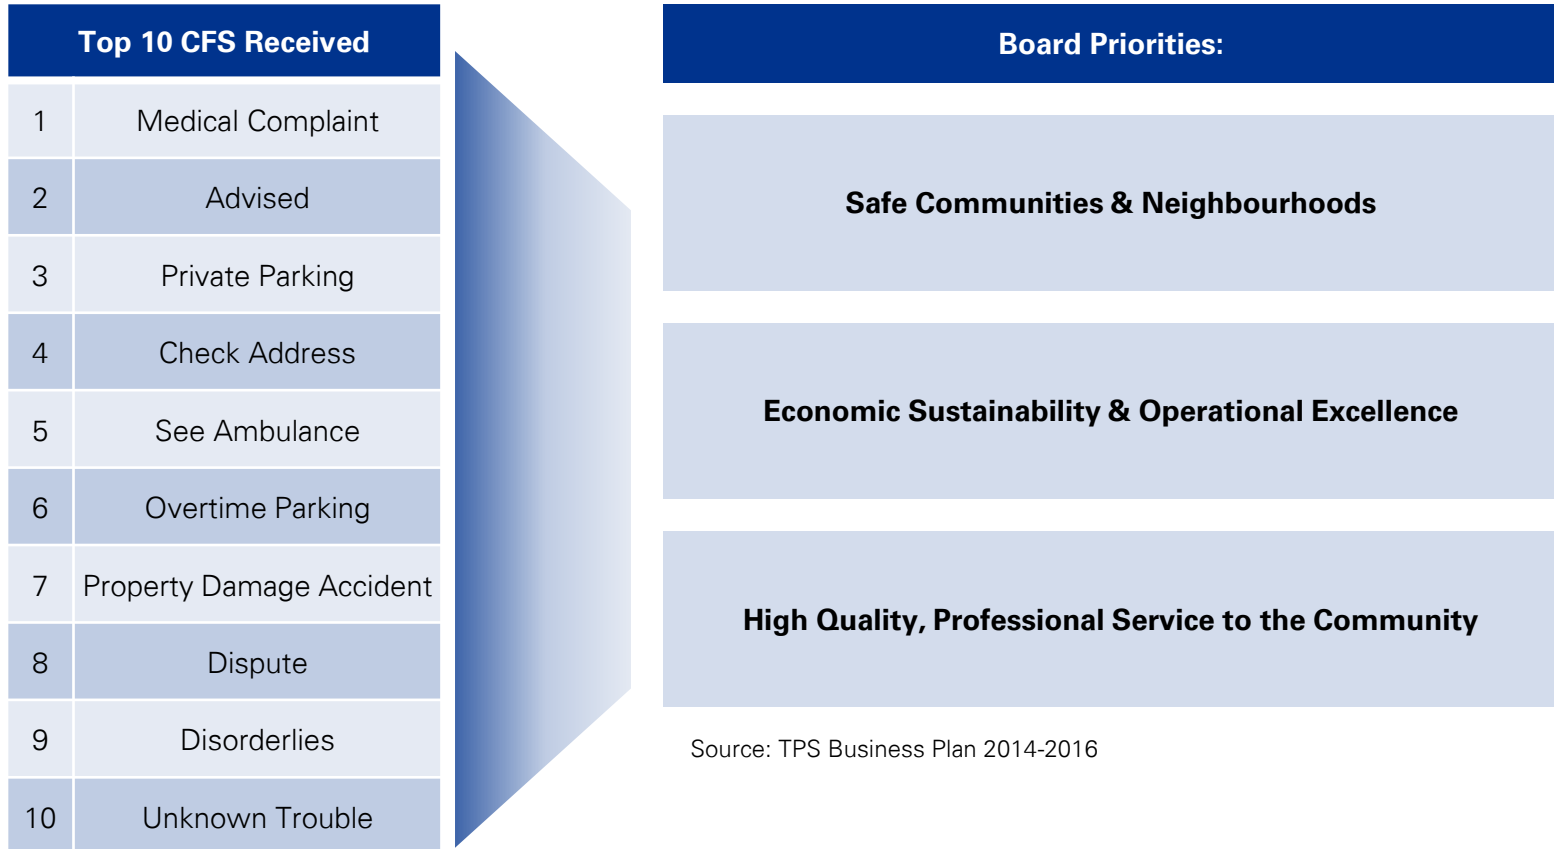 Top 10 CFS Received
1 Medical Complaint
2 Advised
3 Private Parking
4 Check Address
5 See Ambulance
6 Overtime Parking
7 Property Damage Accident
8 Dispute
9 Disorderlies
10 Unknown Trouble
Board Priorities:
Safe Communities & Neighbourhoods
Economic Sustainability & Operational Excellence
High Quality, Professional Service to the Community
Source: TPS Business Plan 2014-2016